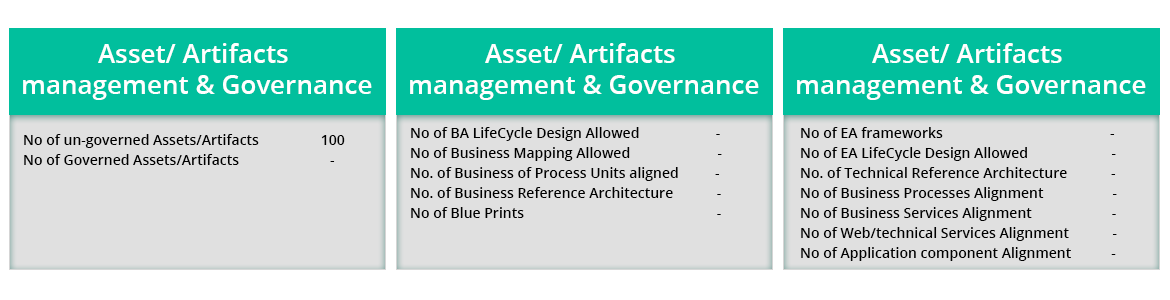 Asset/ Artifacts
management & Governance
No of un-governed Assets/Artifacts 100
No of Governed Assets/Artifacts -
Asset/ Artifacts
management & Governance
No of BA LifeCycle Design Allowed -
No of Business Mapping Allowed -
No. of Business of Process Units aligned -
No. of Business Reference Architecture -
No of Blue Prints -
Asset/ Artifacts
management & Governance
No of EA frameworks -
No of EA LifeCycle Design Allowed -
No. of Technical Reference Architecture -
No of Business Processes Alignment -
No of Business Services Alignment -
No of Web/technical Services Alignment -
No of Application component Alignment -